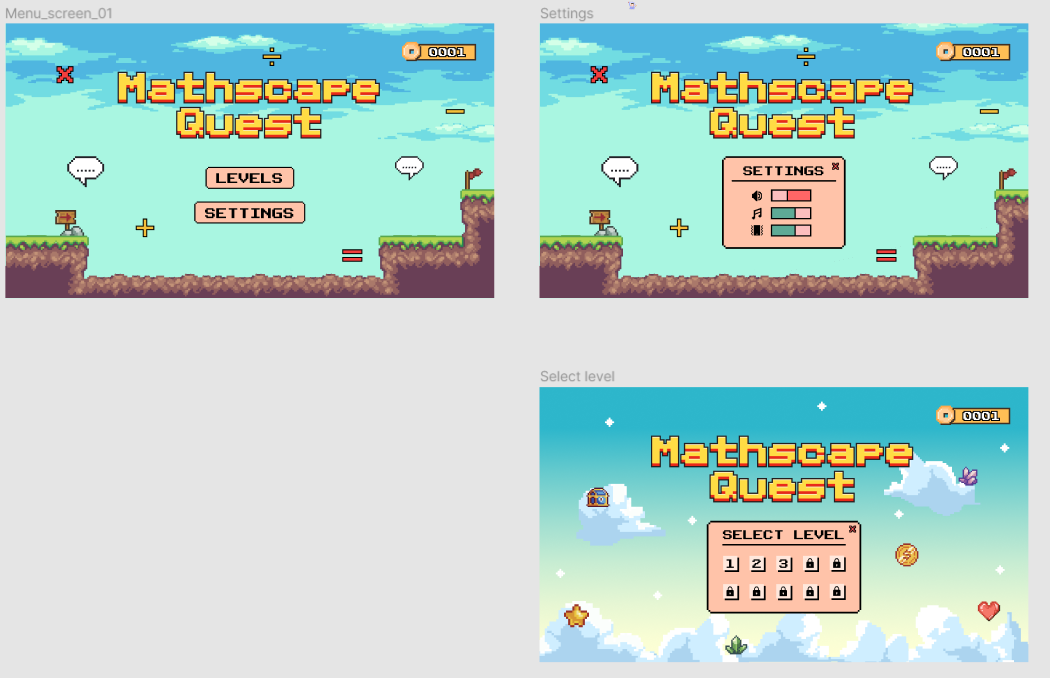 Menu_screen_01
0001
Mathscape
Quest
.....
.....
LEVELS
SETTINGS
Settings
0001
Mathscape
Quest
.....
.....
SETTINGS
Select level
0001
Mathscape
Quest
SELECT LEVEL
1 2 3
$